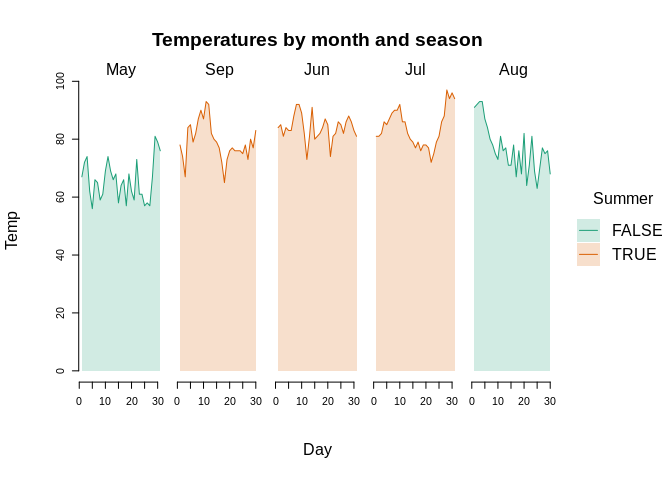 Temperatures by month and season
May Sep Jun Jul Aug
100
80
60
40
20
0
Temp
0 10 20 30 0 10 20 30 0 10 20 30 0 10 20 30 0 10 20 30
Day
Summer
FALSE
TRUE